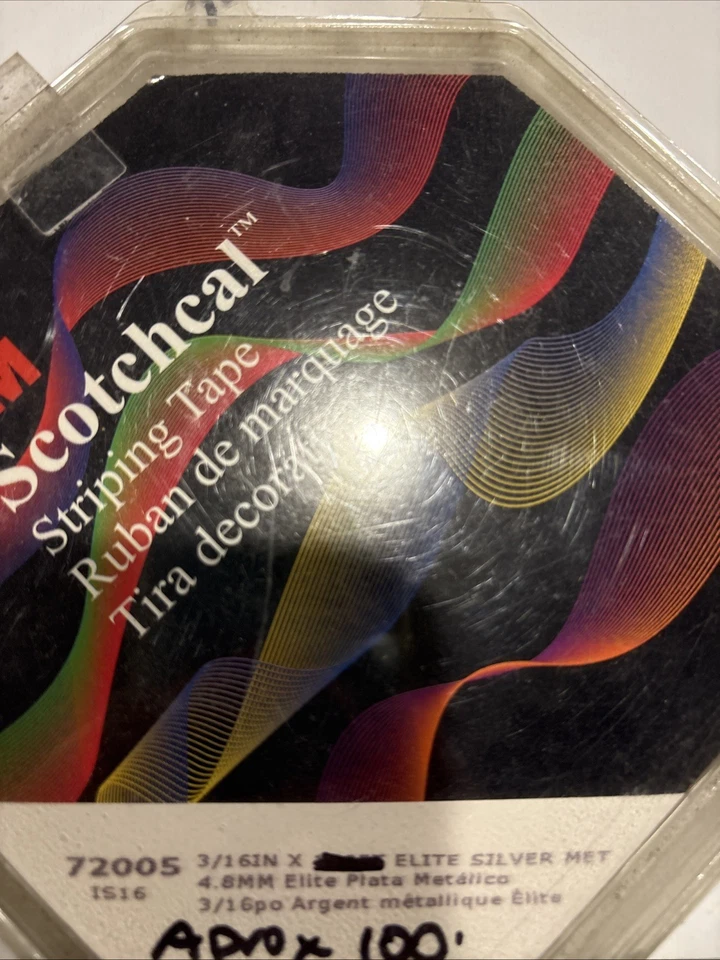 M
Scotchcal™
Striping Tape
Ruban de marquage
Tira decora
72005 3/16IN X ELITE SILVER MET
IS16 4.8MM Elite Plata Metálico
3/16po Argent métallique Élite
Aprox 100'